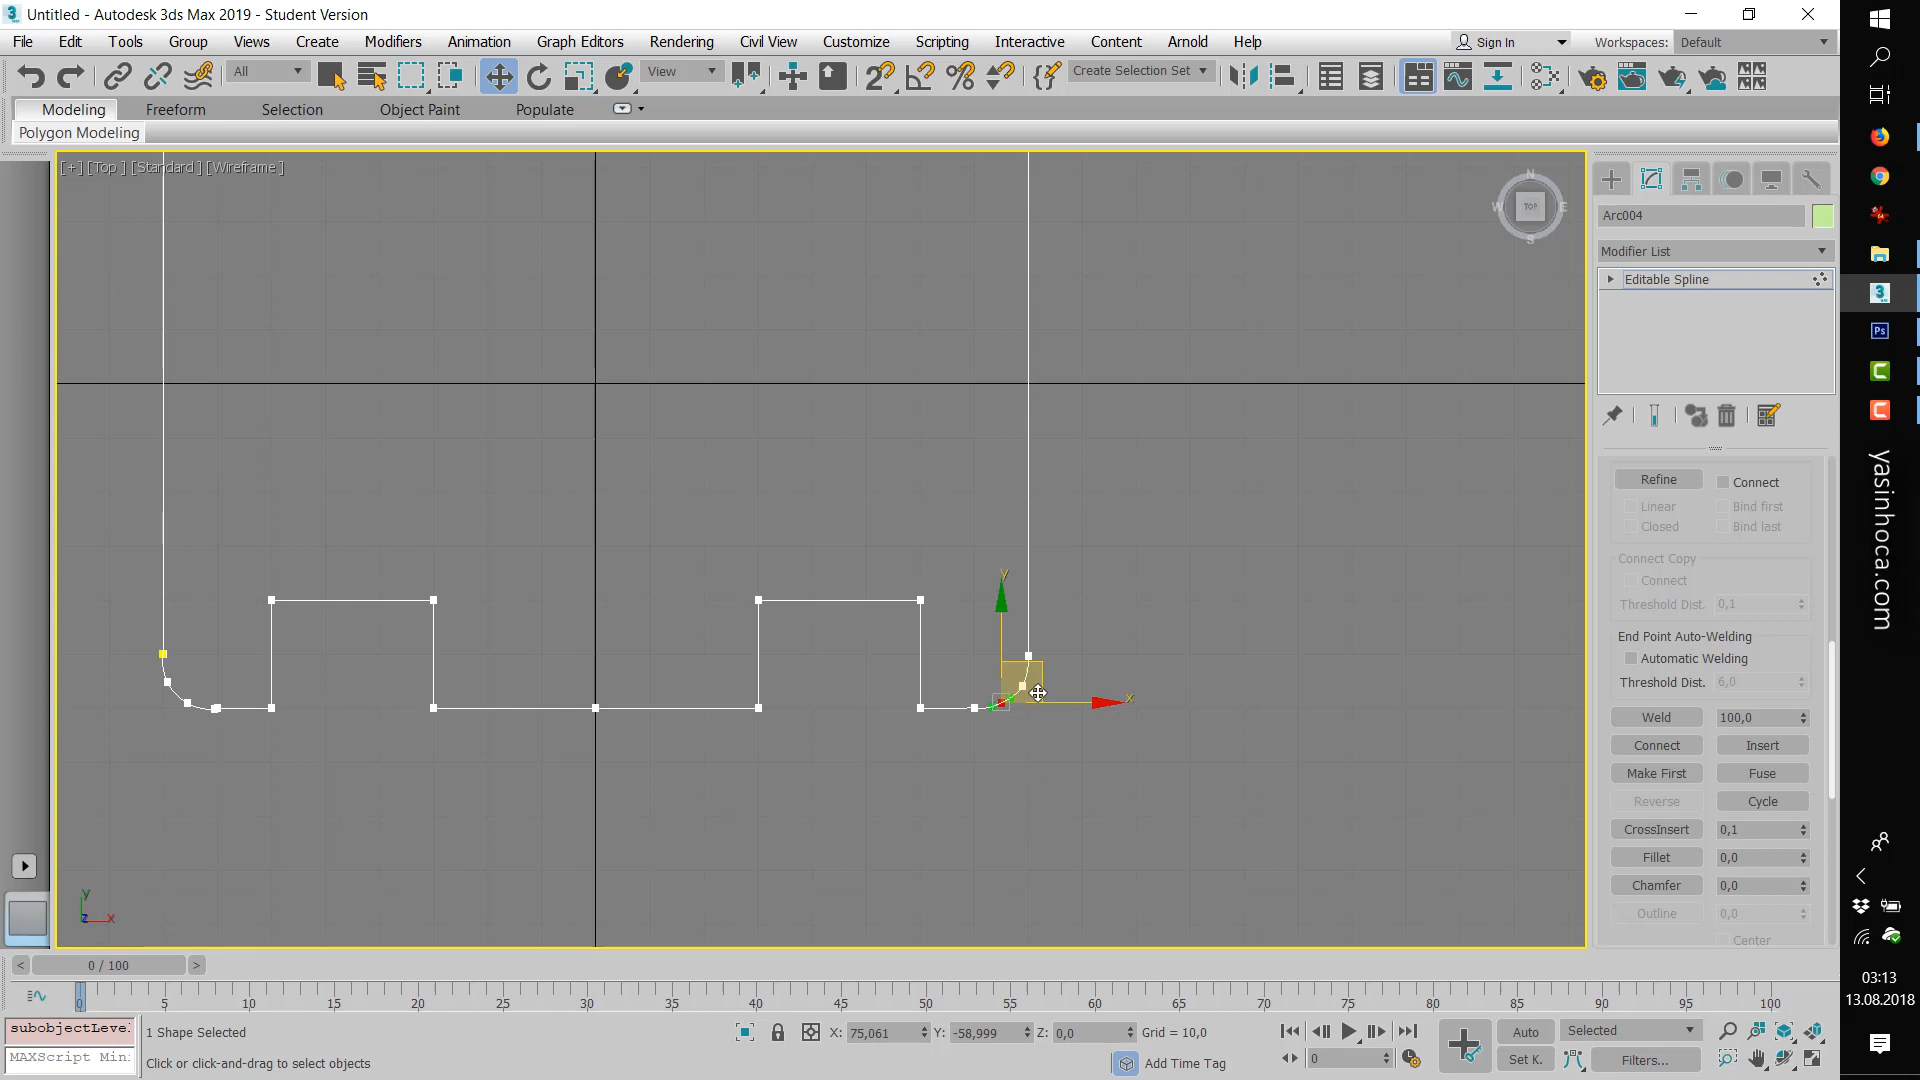 Untitled - Autodesk 3ds Max 2019 - Student Version
File Edit Tools Group Views Create Modifiers Animation Graph Editors Rendering Civil View Customize Scripting Interactive Content Arnold Help Sign In Workspaces: Default
All View Create Selection Set
Modeling Freeform Selection Object Paint Populate
Polygon Modeling
[+] [Top ] [Standard ] [Wireframe ]
N
W TOP E
S
Arc004
Modifier List
Editable Spline
Refine Connect
Linear Bind first
Closed Bind last
Connect Copy
Connect
Threshold Dist. 0,1
End Point Auto-Welding
Automatic Welding
Threshold Dist. 6,0
Weld 100,0
Connect Insert
Make First Fuse
Reverse Cycle
CrossInsert 0,1
Fillet 0,0
Chamfer 0,0
Outline 0,0
Center
y
x
y
z x
yasinhoca.com
Ps
< 0 / 100 >
0 5 10 15 20 25 30 35 40 45 50 55 60 65 70 75 80 85 90 95 100
subobjectLeve
1 Shape Selected
X: 75,061 Y: -58,999 Z: 0,0 Grid = 10,0
Auto Selected
MAXScript Min
Click or click-and-drag to select objects
Add Time Tag
0
Set K. Filters...
03:13
13.08.2018